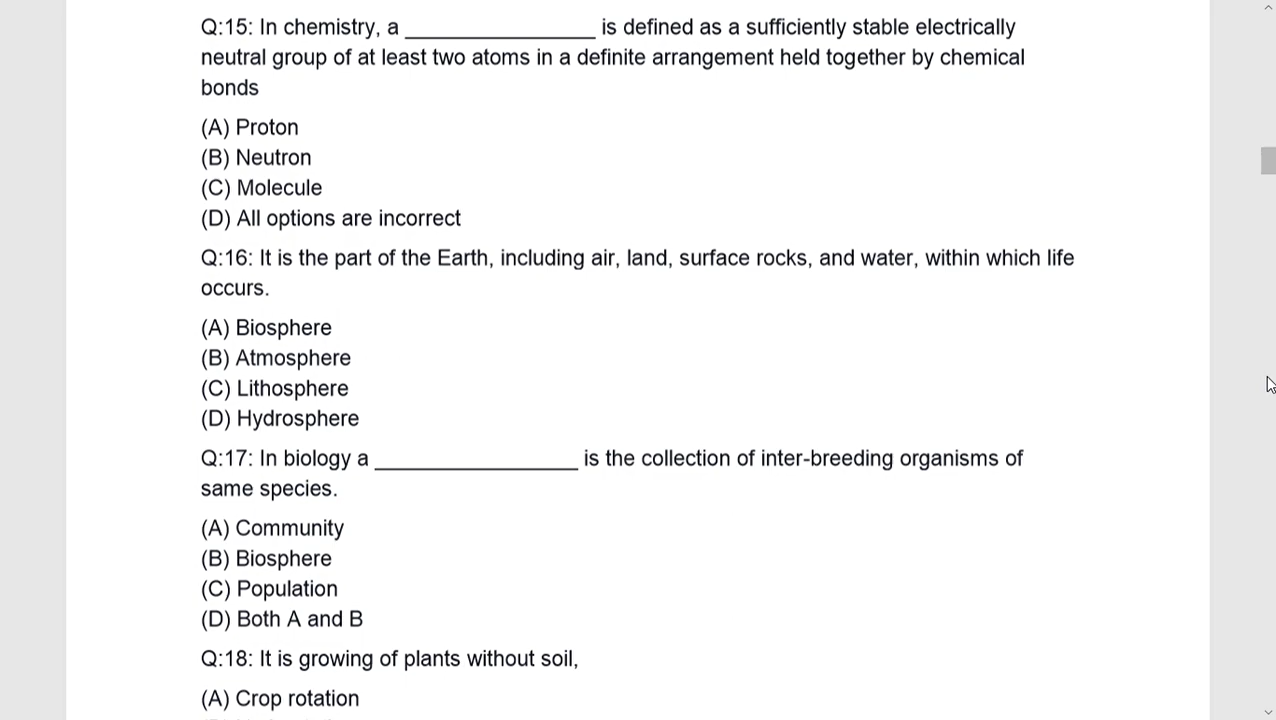 Q:15: In chemistry, a ________________ is defined as a sufficiently stable electrically
neutral group of at least two atoms in a definite arrangement held together by chemical
bonds
(A) Proton
(B) Neutron
(C) Molecule
(D) All options are incorrect
Q:16: It is the part of the Earth, including air, land, surface rocks, and water, within which life
occurs.
(A) Biosphere
(B) Atmosphere
(C) Lithosphere
(D) Hydrosphere
Q:17: In biology a _________________ is the collection of inter-breeding organisms of
same species.
(A) Community
(B) Biosphere
(C) Population
(D) Both A and B
Q:18: It is growing of plants without soil,
(A) Crop rotation